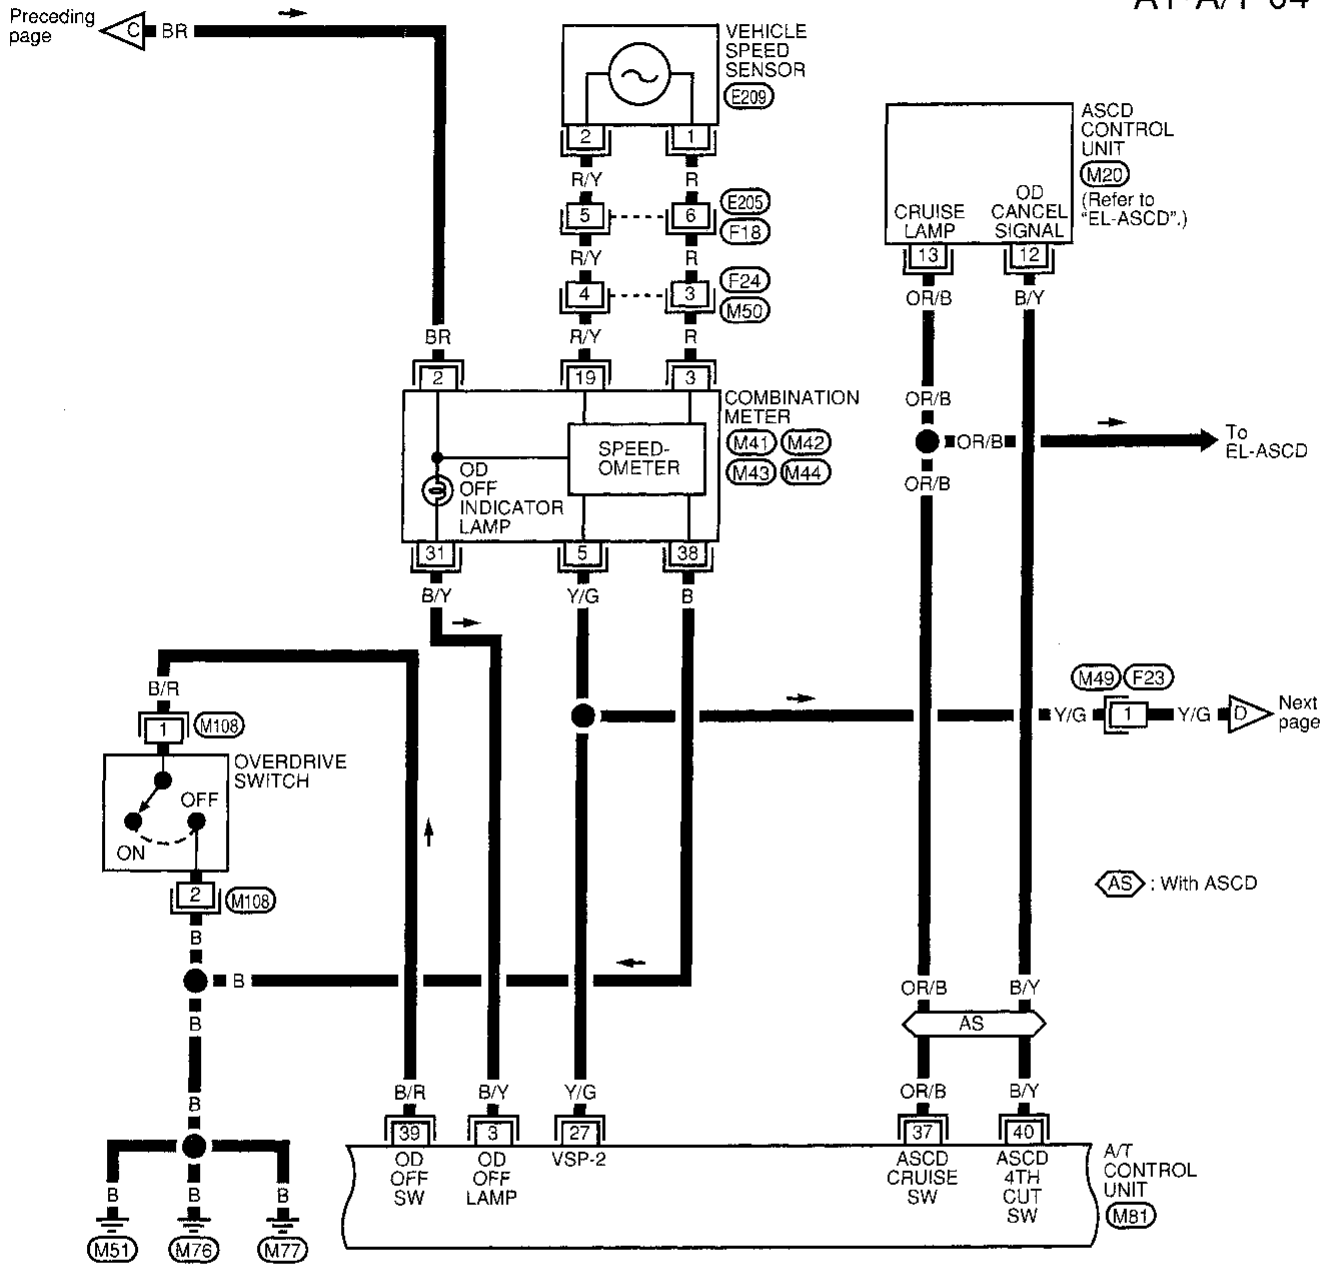 Preceding
page
C
BR
VEHICLE
SPEED
SENSOR
E209
2
1
R/Y
R
5
6
E205
F18
R/Y
R
4
3
F24
M50
R/Y
R
BR
2
19
3
ASCD
CONTROL
UNIT
M20
(Refer to
"EL-ASCD".)
CRUISE
LAMP
OD
CANCEL
SIGNAL
13
12
OR/B
B/Y
OR/B
OR/B
To
EL-ASCD
OR/B
COMBINATION
METER
M41
M42
M43
M44
SPEED-
OMETER
OD
OFF
INDICATOR
LAMP
31
5
38
B/Y
Y/G
B
B/R
1
M108
OVERDRIVE
SWITCH
OFF
ON
2
M108
B
B
B
B
M49
F23
Y/G
1
Y/G
D
Next
page
AS
: With ASCD
OR/B
B/Y
AS
B/R
B/Y
Y/G
OR/B
B/Y
39
3
27
37
40
OD
OFF
SW
OD
OFF
LAMP
VSP-2
ASCD
CRUISE
SW
ASCD
4TH
CUT
SW
A/T
CONTROL
UNIT
M81
B
B
B
M51
M76
M77